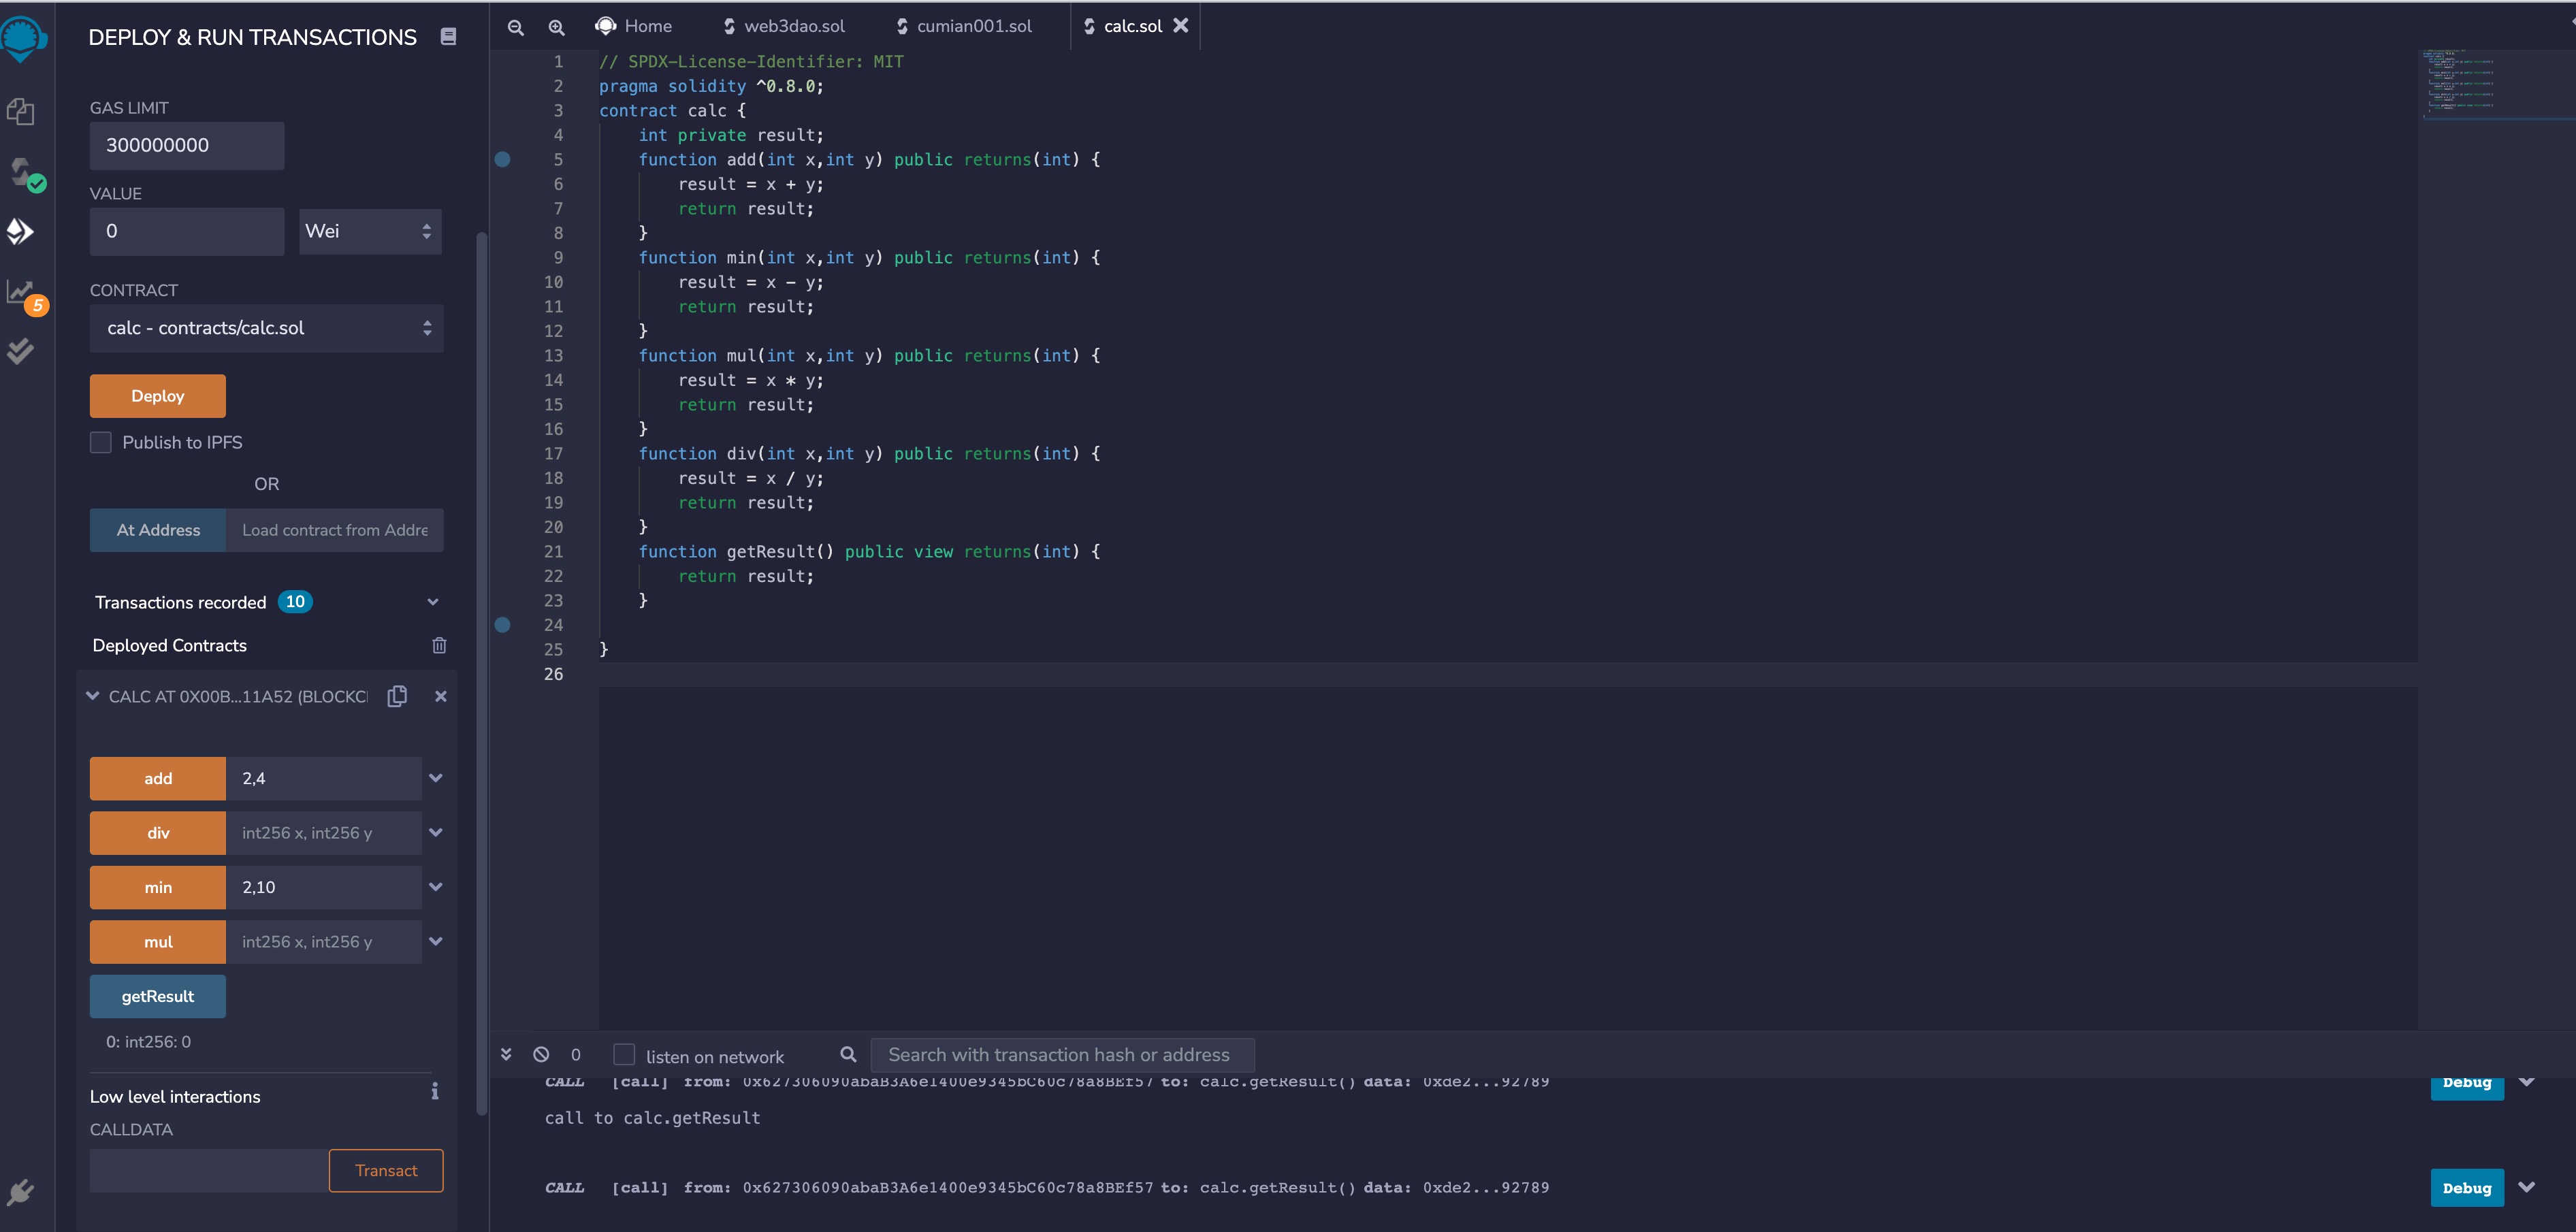 DEPLOY & RUN TRANSACTIONS
GAS LIMIT
300000000
VALUE
0
Wei
CONTRACT
calc - contracts/calc.sol
Deploy
Publish to IPFS
OR
At Address
Load contract from Addre
Transactions recorded 10
Deployed Contracts
CALC AT 0X00B...11A52 (BLOCKC
add 2,4
div int256 x, int256 y
min 2,10
mul int256 x, int256 y
getResult
0: int256: 0
Low level interactions
i
CALLDATA
Transact
5
Home
web3dao.sol
cumian001.sol
calc.sol
1 // SPDX-License-Identifier: MIT
2 pragma solidity ^0.8.0;
3 contract calc {
4 int private result;
5 function add(int x,int y) public returns(int) {
6 result = x + y;
7 return result;
8 }
9 function min(int x,int y) public returns(int) {
10 result = x - y;
11 return result;
12 }
13 function mul(int x,int y) public returns(int) {
14 result = x * y;
15 return result;
16 }
17 function div(int x,int y) public returns(int) {
18 result = x / y;
19 return result;
20 }
21 function getResult() public view returns(int) {
22 return result;
23 }
24
25 }
26
0
listen on network
Search with transaction hash or address
CALL [call] from: 0x627306090abaB3A6e1400e9345bC60c78a8BEf57 to: calc.getResult() data: 0xde2...92789
Debug
call to calc.getResult
CALL [call] from: 0x627306090abaB3A6e1400e9345bC60c78a8BEf57 to: calc.getResult() data: 0xde2...92789
Debug